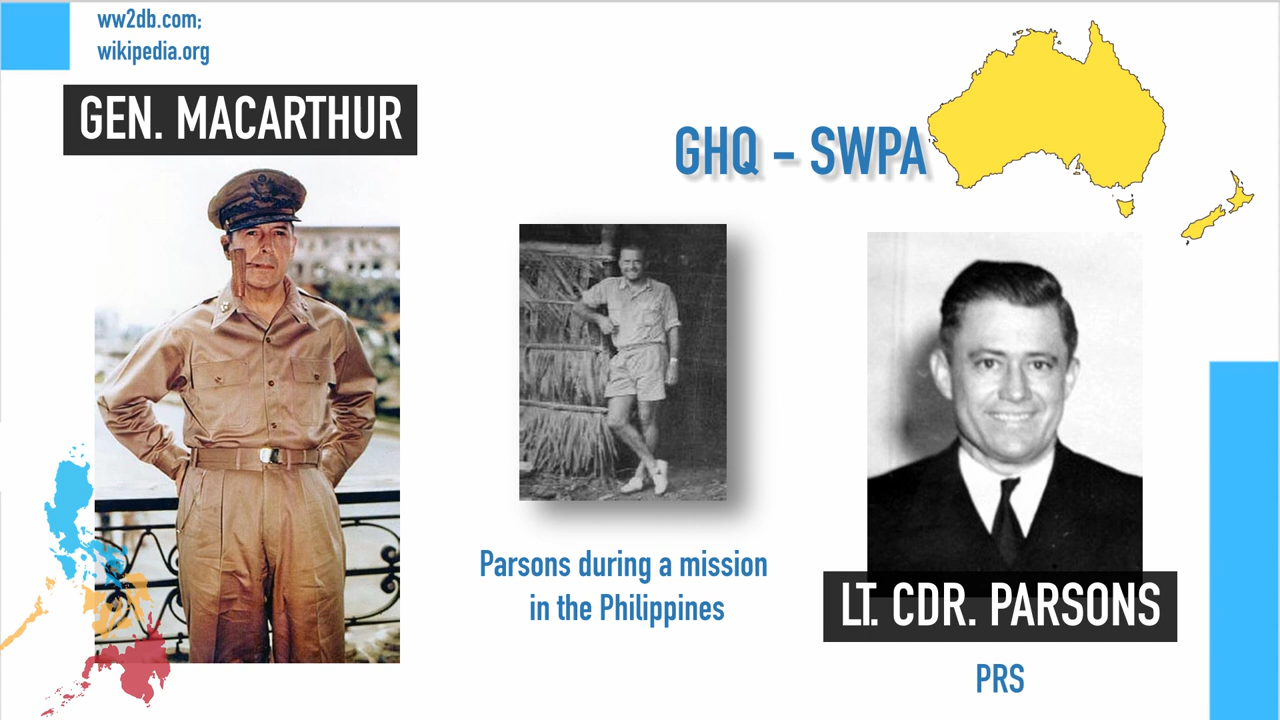 ww2db.com;
wikipedia.org
GEN. MACARTHUR
GHQ – SWPA
Parsons during a mission
in the Philippines
LT. CDR. PARSONS
PRS